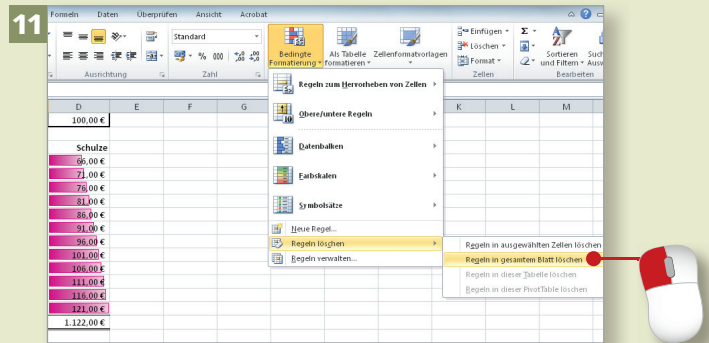 11
Formeln Daten Überprüfen Ansicht Acrobat
Standard
% 000
Bedingte Formatierung
Als Tabelle formatieren
Zellenformatvorlagen
Einfügen
Löschen
Format
Σ
Sortieren und Filtern
Ausrichtung Zahl Zellen Bearbeiten
D E F G K L M
100,00 €
Schulze
66,00 €
71,00 €
76,00 €
81,00 €
86,00 €
91,00 €
96,00 €
101,00 €
106,00 €
111,00 €
116,00 €
121,00 €
1.122,00 €
Regeln zum Hervorheben von Zellen
Obere/untere Regeln
Datenbalken
Farbskalen
Symbolsätze
Neue Regel...
Regeln löschen
Regeln verwalten...
Regeln in ausgewählten Zellen löschen
Regeln in gesamtem Blatt löschen
Regeln in dieser Tabelle löschen
Regeln in dieser PivotTable löschen